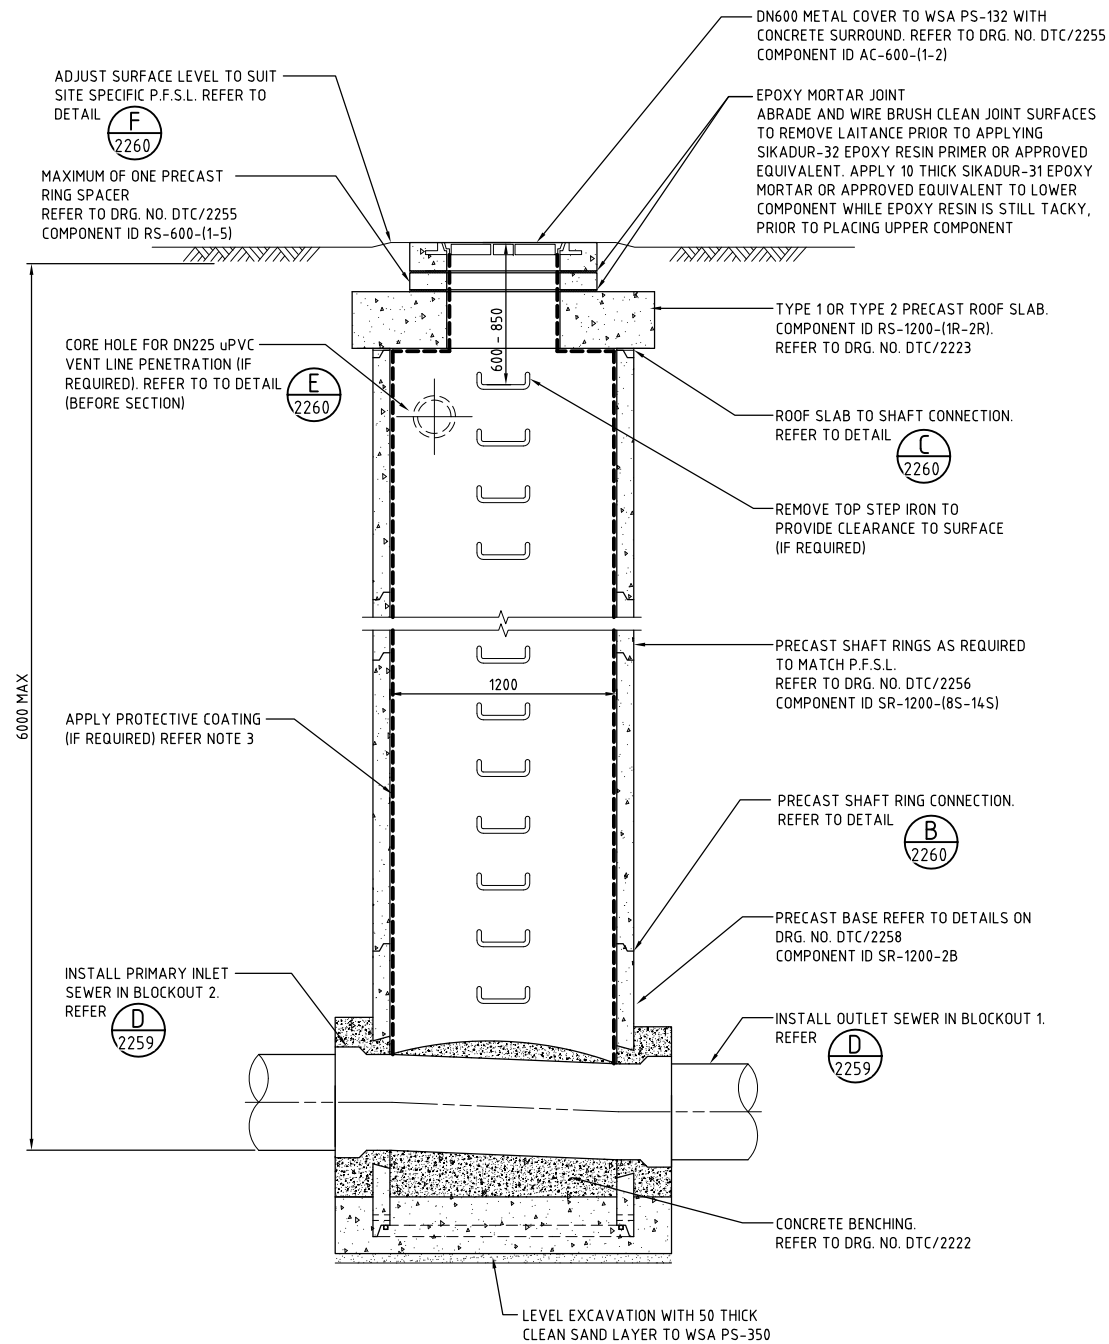 DN600 METAL COVER TO WSA PS-132 WITH
CONCRETE SURROUND. REFER TO DRG. NO. DTC/2255
COMPONENT ID AC-600-(1-2)
ADJUST SURFACE LEVEL TO SUIT
SITE SPECIFIC P.F.S.L. REFER TO
DETAIL
F
2260
EPOXY MORTAR JOINT
ABRADE AND WIRE BRUSH CLEAN JOINT SURFACES
TO REMOVE LAITANCE PRIOR TO APPLYING
SIKADUR-32 EPOXY RESIN PRIMER OR APPROVED
EQUIVALENT. APPLY 10 THICK SIKADUR-31 EPOXY
MORTAR OR APPROVED EQUIVALENT TO LOWER
COMPONENT WHILE EPOXY RESIN IS STILL TACKY,
PRIOR TO PLACING UPPER COMPONENT
MAXIMUM OF ONE PRECAST
RING SPACER
REFER TO DRG. NO. DTC/2255
COMPONENT ID RS-600-(1-5)
600 - 850
TYPE 1 OR TYPE 2 PRECAST ROOF SLAB.
COMPONENT ID RS-1200-(1R-2R).
REFER TO DRG. NO. DTC/2223
CORE HOLE FOR DN225 uPVC
VENT LINE PENETRATION (IF
REQUIRED). REFER TO TO DETAIL
(BEFORE SECTION)
E
2260
ROOF SLAB TO SHAFT CONNECTION.
REFER TO DETAIL
C
2260
REMOVE TOP STEP IRON TO
PROVIDE CLEARANCE TO SURFACE
(IF REQUIRED)
PRECAST SHAFT RINGS AS REQUIRED
TO MATCH P.F.S.L.
REFER TO DRG. NO. DTC/2256
COMPONENT ID SR-1200-(8S-14S)
1200
6000 MAX
APPLY PROTECTIVE COATING
(IF REQUIRED) REFER NOTE 3
PRECAST SHAFT RING CONNECTION.
REFER TO DETAIL
B
2260
PRECAST BASE REFER TO DETAILS ON
DRG. NO. DTC/2258
COMPONENT ID SR-1200-2B
INSTALL PRIMARY INLET
SEWER IN BLOCKOUT 2.
REFER
D
2259
INSTALL OUTLET SEWER IN BLOCKOUT 1.
REFER
D
2259
CONCRETE BENCHING.
REFER TO DRG. NO. DTC/2222
LEVEL EXCAVATION WITH 50 THICK
CLEAN SAND LAYER TO WSA PS-350